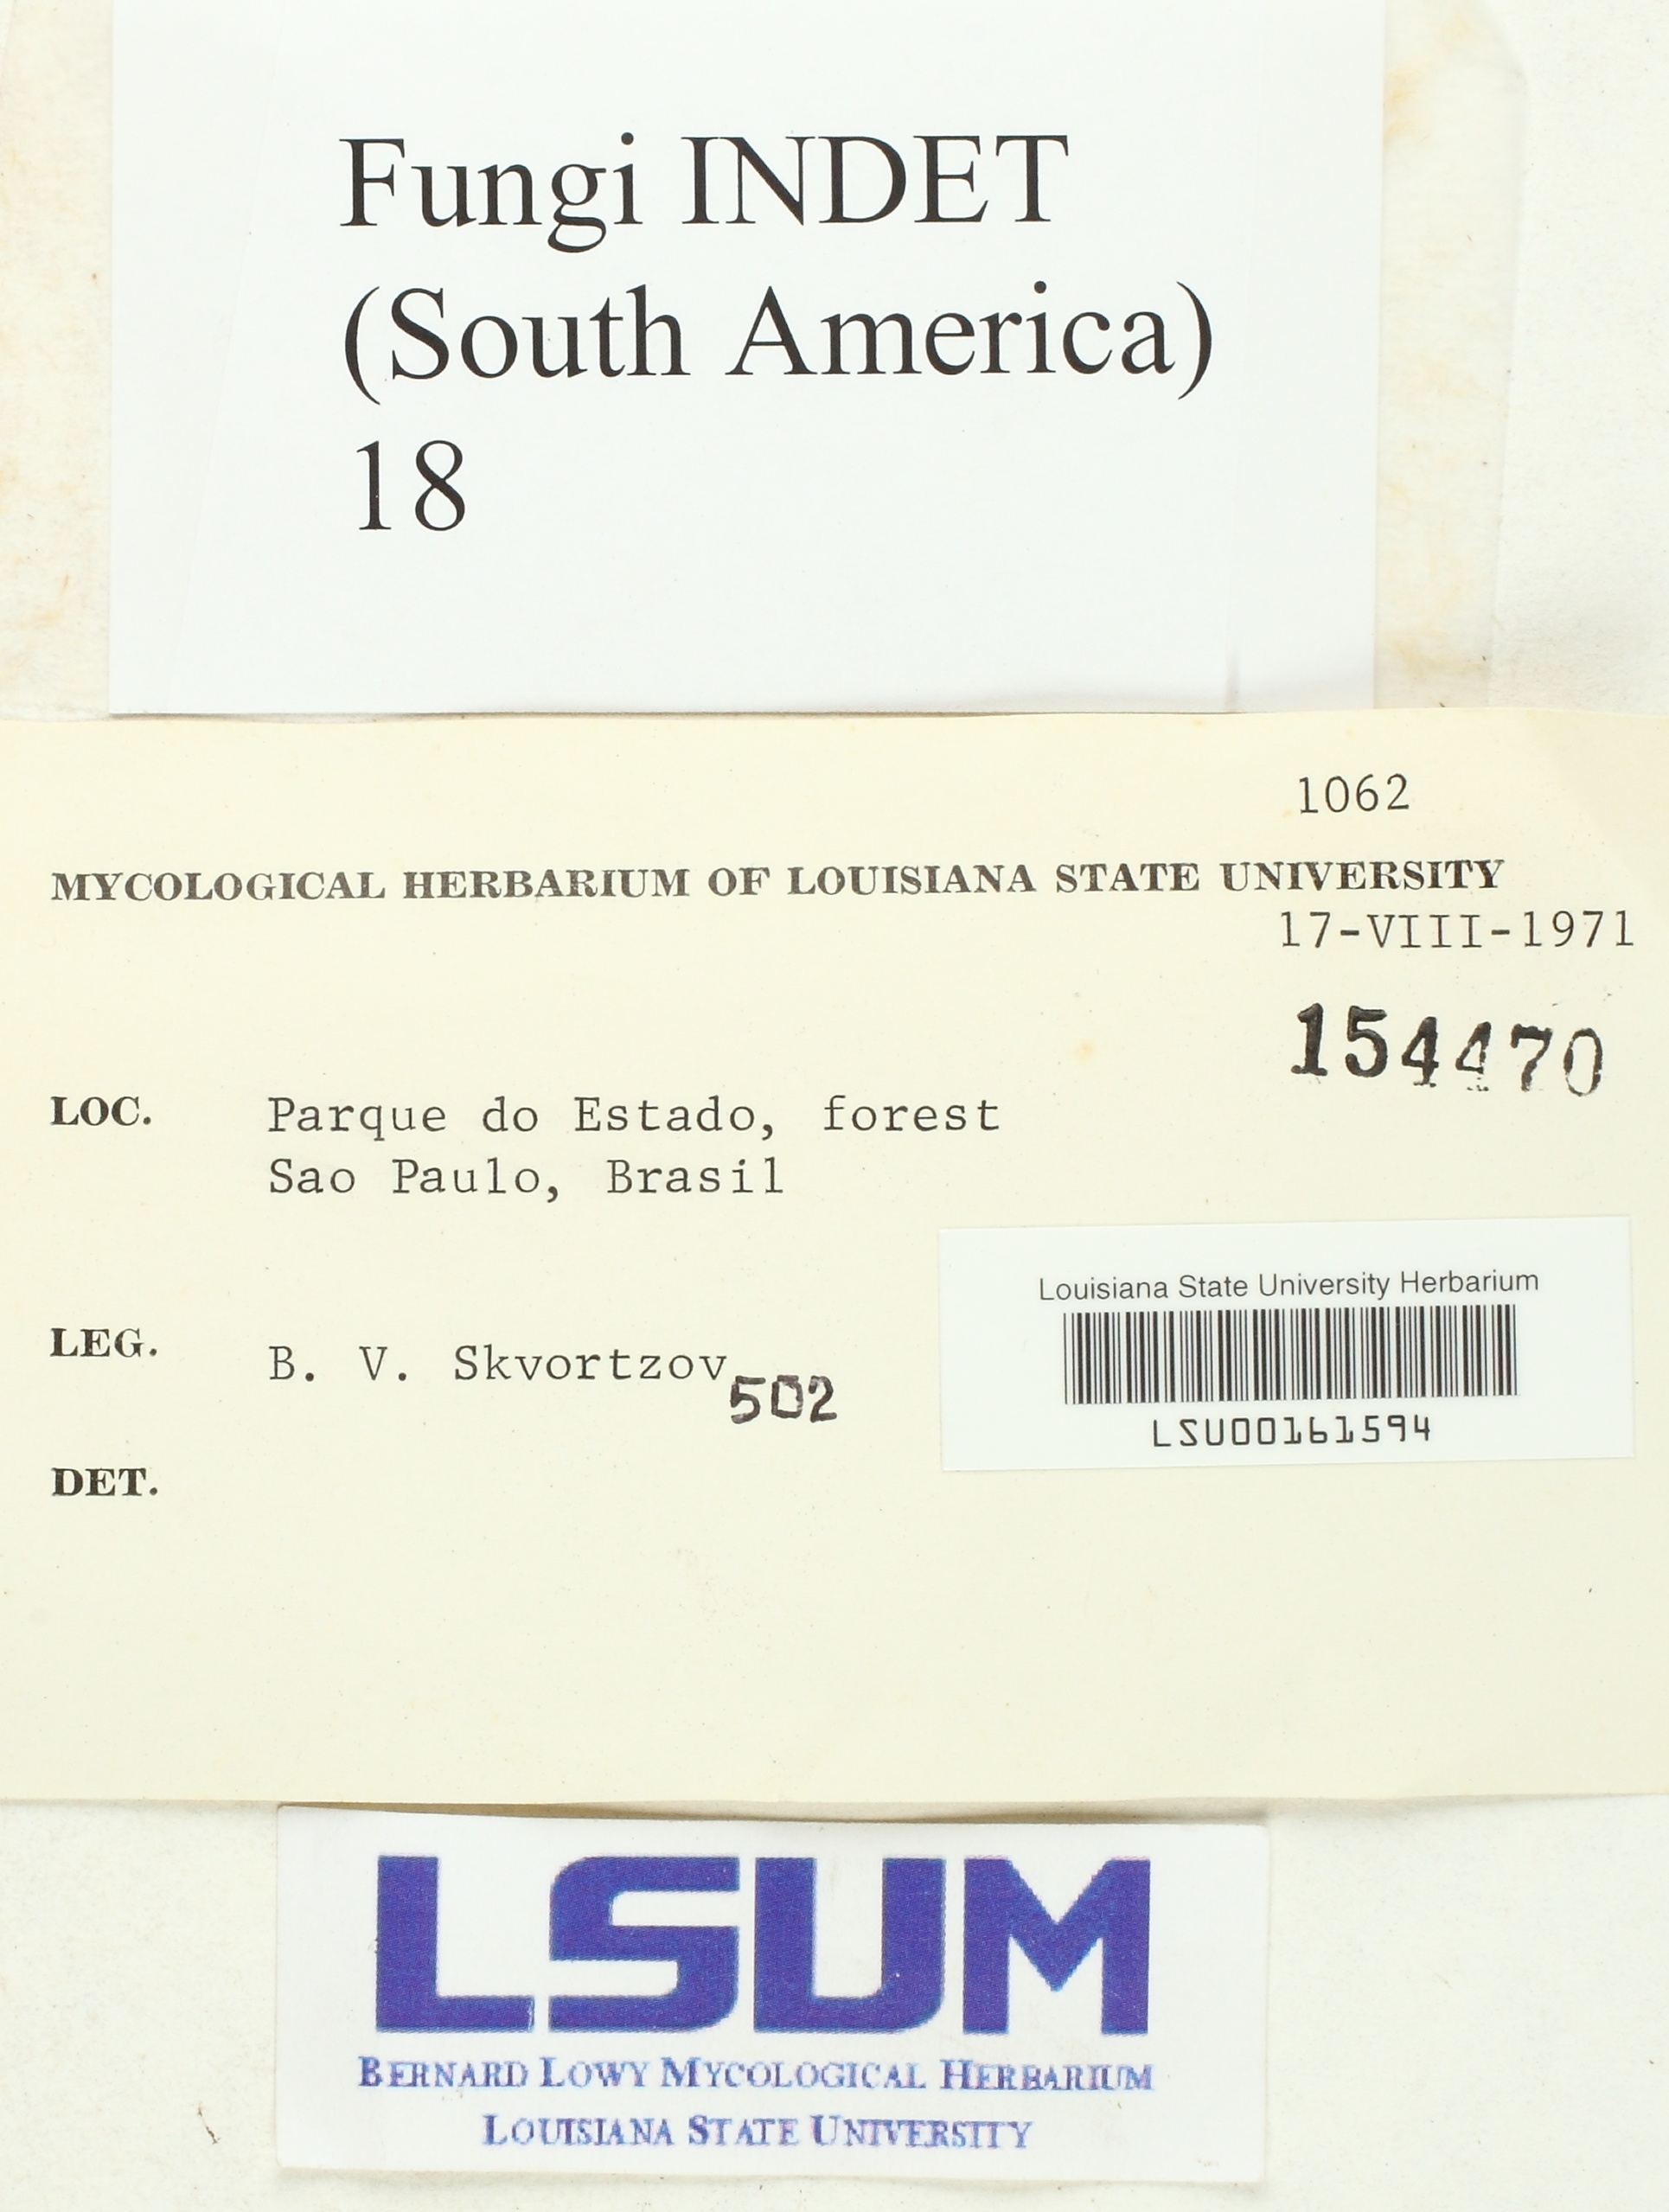 Fungi INDET
(South America)
18
1062
MYCOLOGICAL HERBARIUM OF LOUISIANA STATE UNIVERSITY
17-VIII-1971
154470
LOC. Parque do Estado, forest
Sao Paulo, Brasil
Louisiana State University Herbarium
LSU00161594
LEG. B. V. Skvortzov 502
DET.
LSUM
BERNARD LOWY MYCOLOGICAL HERBARIUM
LOUISIANA STATE UNIVERSITY